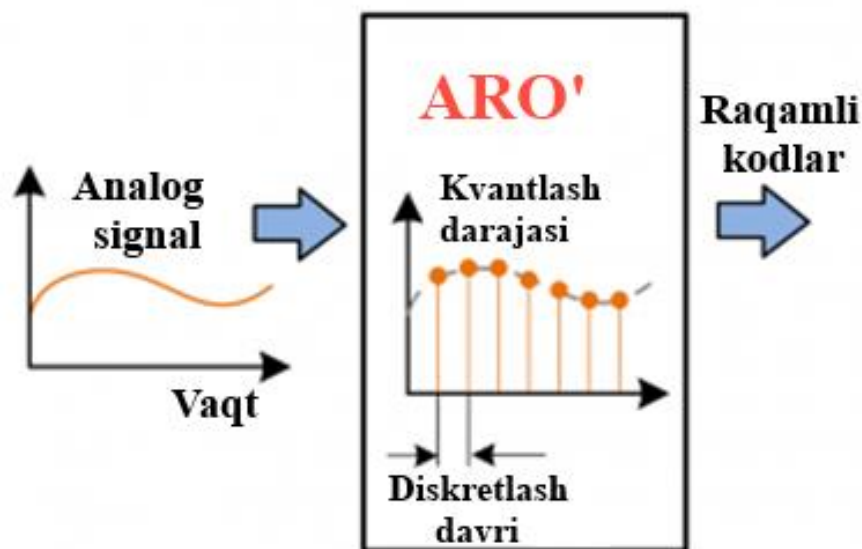 Analog
signal
Vaqt
ARO'
Kvantlash
darajasi
Diskretlash
davri
Raqamli
kodlar